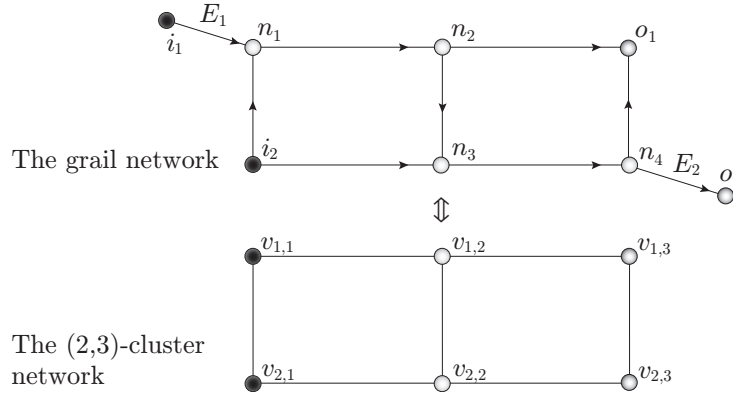 E₁
i₁
n₁
n₂
o₁
The grail network
i₂
n₃
n₄
E₂
o
⇕
v₁,₁
v₁,₂
v₁,₃
The (2,3)-cluster
network
v₂,₁
v₂,₂
v₂,₃